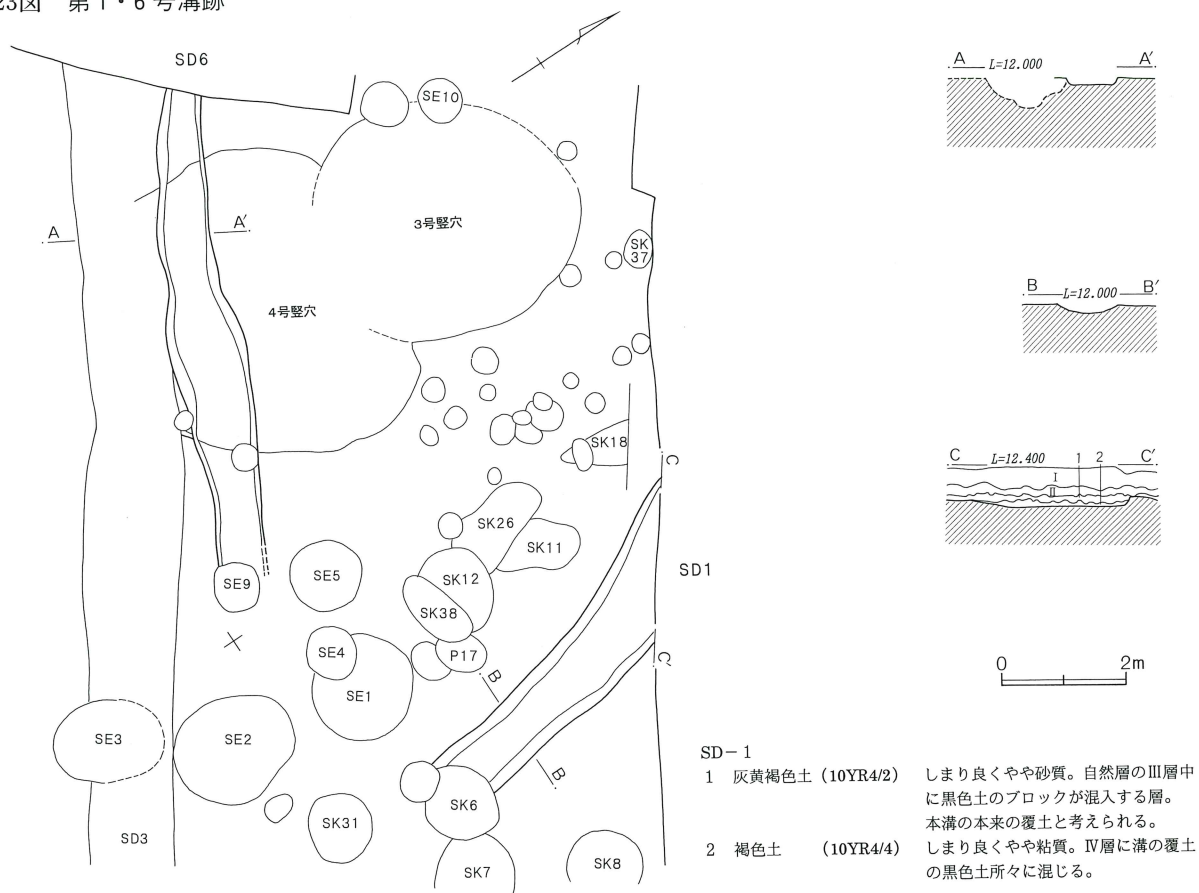 23図 第1・6号溝跡
SD6
SE10
A
A′
3号竪穴
SK
37
4号竪穴
SK18
C
SK26
SK11
SE9
SE5
SK12
SK38
SD1
SE4
P17
C′
SE1
B
SE3
SE2
B′
SK6
SK31
SD3
SK7
SK8
A L=12.000 A′
B L=12.000 B′
C L=12.400 1 2 C′
I
II
0 2m
SD-1
1 灰黄褐色土 (10YR4/2) しまり良くやや砂質。自然層のⅢ層中
に黒色土のブロックが混入する層。
本溝の本来の覆土と考えられる。
2 褐色土 (10YR4/4) しまり良くやや粘質。Ⅳ層に溝の覆土
の黒色土所々に混じる。